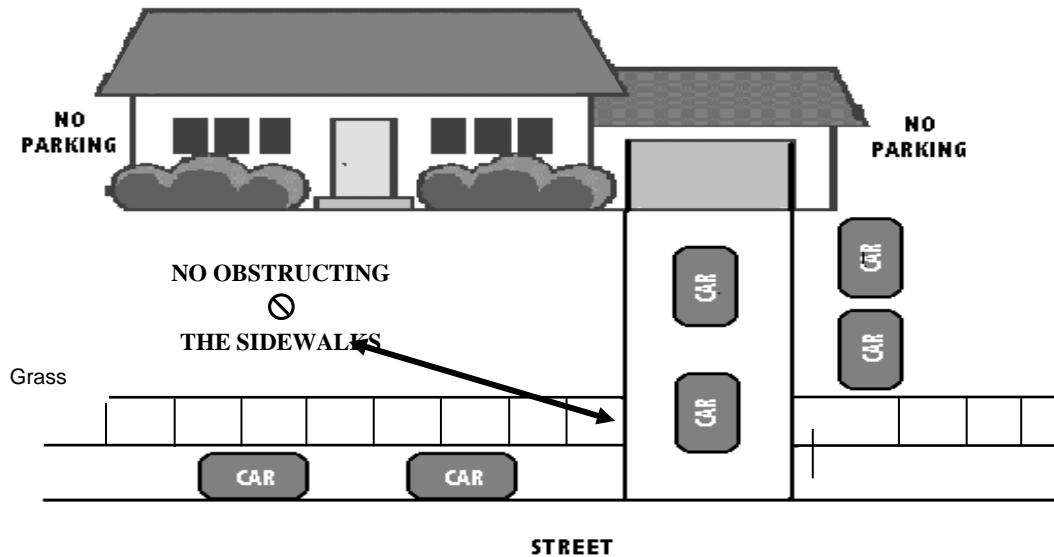 NO
PARKING
NO
PARKING
CAR
CAR
NO OBSTRUCTING
THE SIDEWALKS
CAR
CAR
Grass
CAR
CAR
STREET